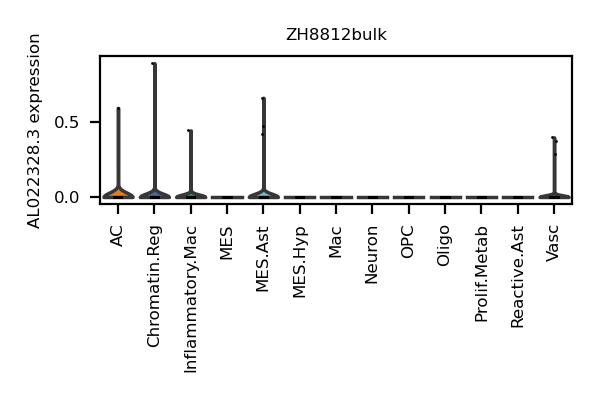 ZH8812bulk
AL022328.3 expression
0.5
0.0
AC
Chromatin.Reg
Inflammatory.Mac
MES
MES.Ast
MES.Hyp
Mac
Neuron
OPC
Oligo
Prolif.Metab
Reactive.Ast
Vasc